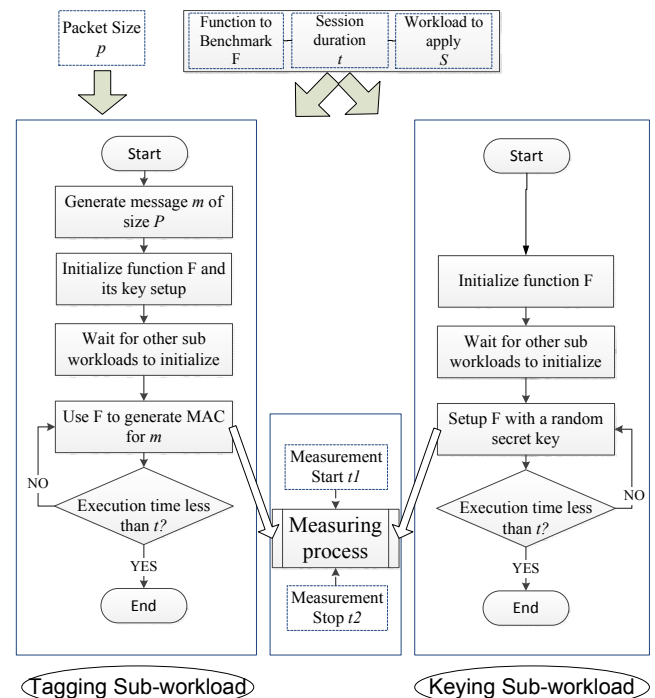 Packet Size
p
Function to
Benchmark
F
Session
duration
t
Workload to
apply
S
Start
Generate message m of
size P
Initialize function F and
its key setup
Wait for other sub
workloads to initialize
Use F to generate MAC
for m
NO
Execution time less
than t?
YES
End
Measurement
Start t1
Measuring
process
Measurement
Stop t2
Start
Initialize function F
Wait for other sub
workloads to initialize
Setup F with a random
secret key
NO
Execution time less
than t?
YES
End
Tagging Sub-workload
Keying Sub-workload